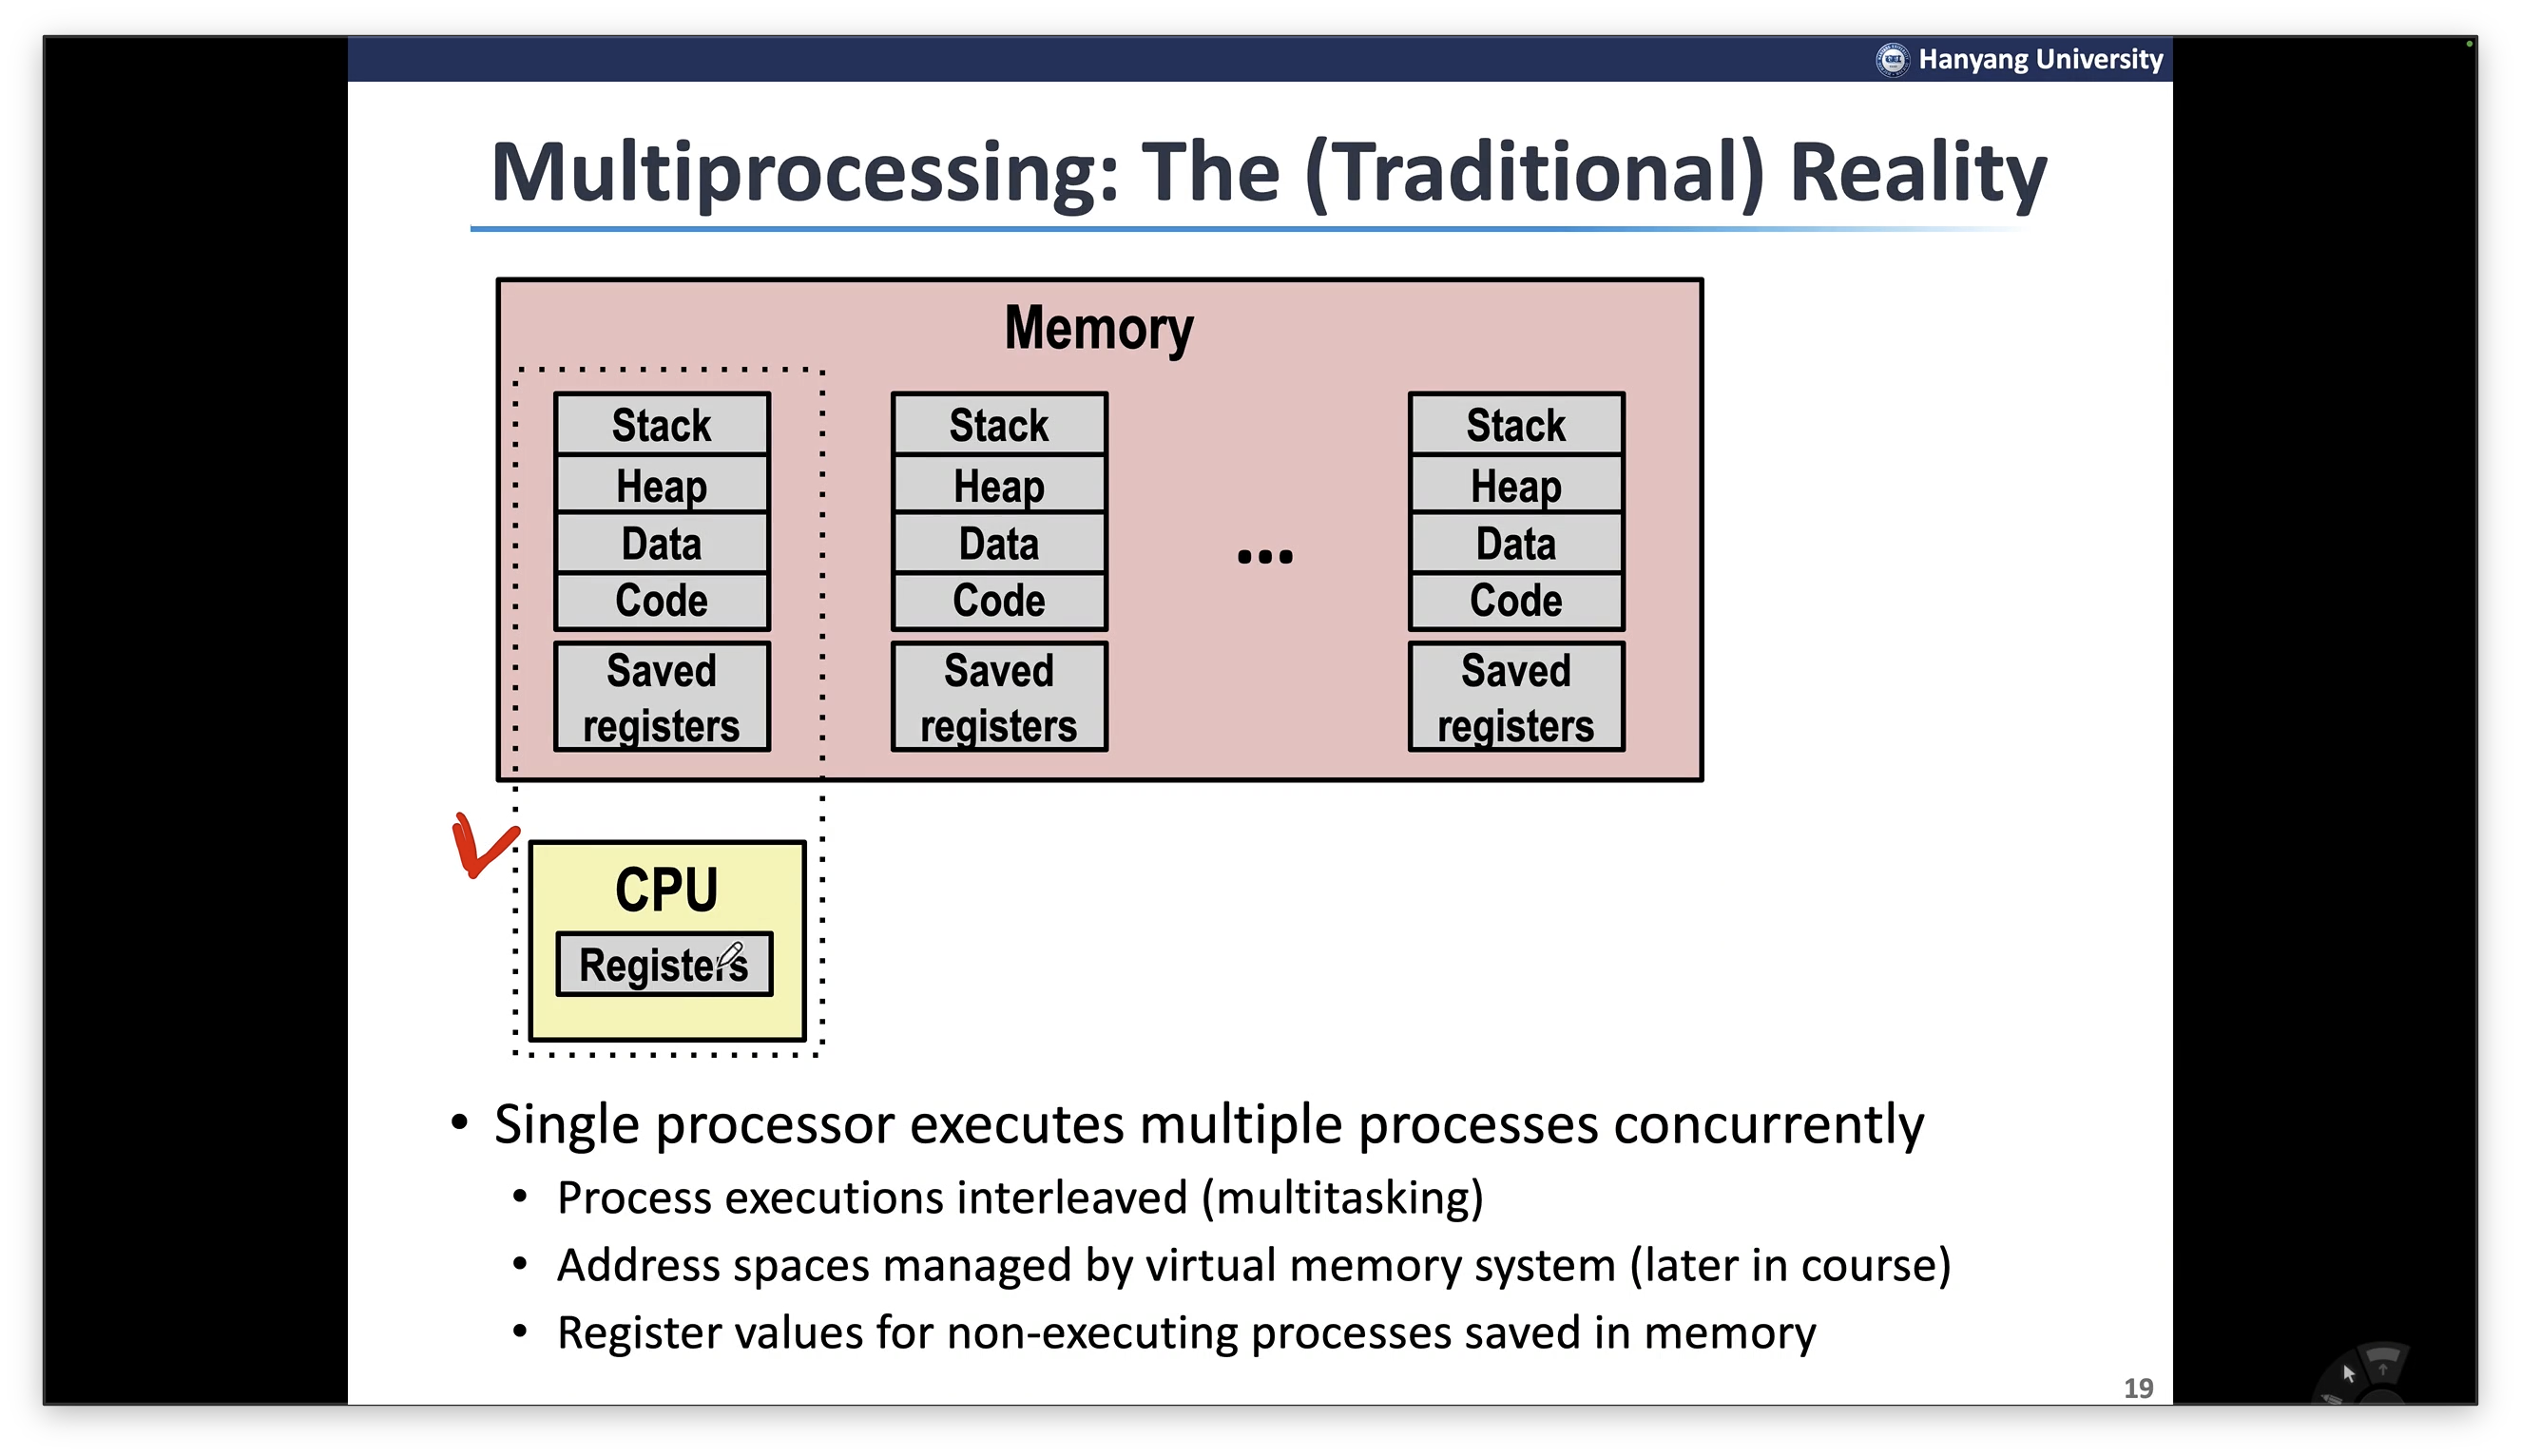 Hanyang University
Multiprocessing: The (Traditional) Reality
Memory
Stack
Heap
Data
Code
Saved
registers
Stack
Heap
Data
Code
Saved
registers
...
Stack
Heap
Data
Code
Saved
registers
CPU
Registers
• Single processor executes multiple processes concurrently
• Process executions interleaved (multitasking)
• Address spaces managed by virtual memory system (later in course)
• Register values for non-executing processes saved in memory
19